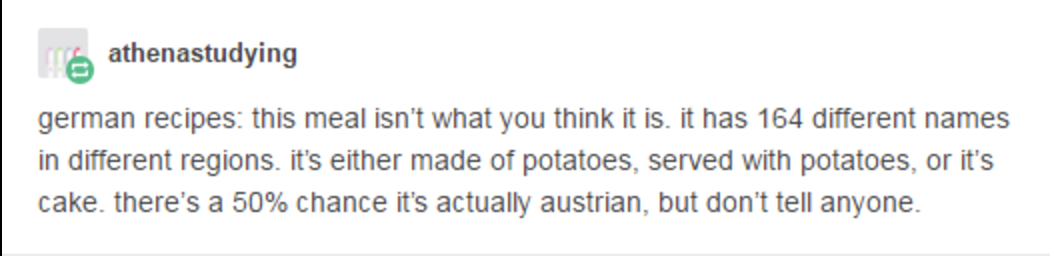 athenastudying
german recipes: this meal isn’t what you think it is. it has 164 different names
in different regions. it’s either made of potatoes, served with potatoes, or it’s
cake. there’s a 50% chance it’s actually austrian, but don’t tell anyone.